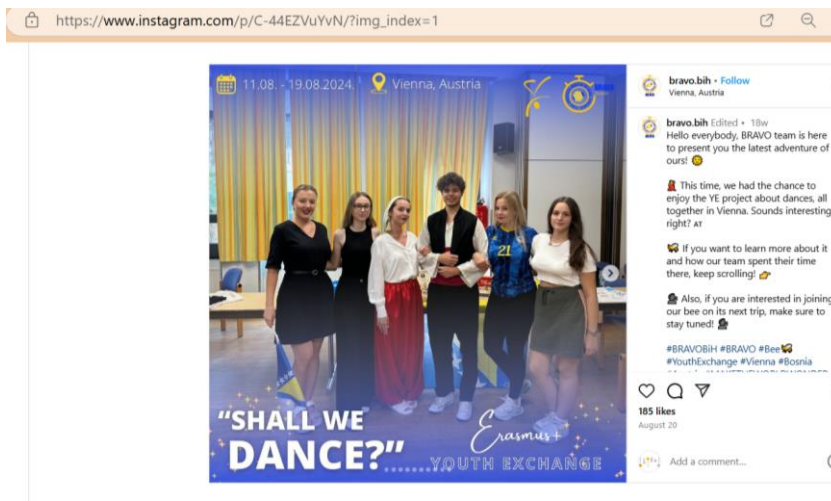 https://www.instagram.com/p/C-44EZVuYvN/?img_index=1
11.08. - 19.08.2024.
Vienna, Austria
21
"SHALL WE
DANCE?"
Erasmus+
YOUTH EXCHANGE
bravo.bih • Follow
Vienna, Austria
bravo.bih Edited • 18w
Hello everybody, BRAVO team is here
to present you the latest adventure of
ours!
This time, we had the chance to
enjoy the YE project about dances, all
together in Vienna. Sounds interesting
right? AT
If you want to learn more about it
and how our team spent their time
there, keep scrolling!
Also, if you are interested in joining
our bee on its next trip, make sure to
stay tuned!
#BRAVOBiH #BRAVO #Bee
#YouthExchange #Vienna #Bosnia
185 likes
August 20
Add a comment...